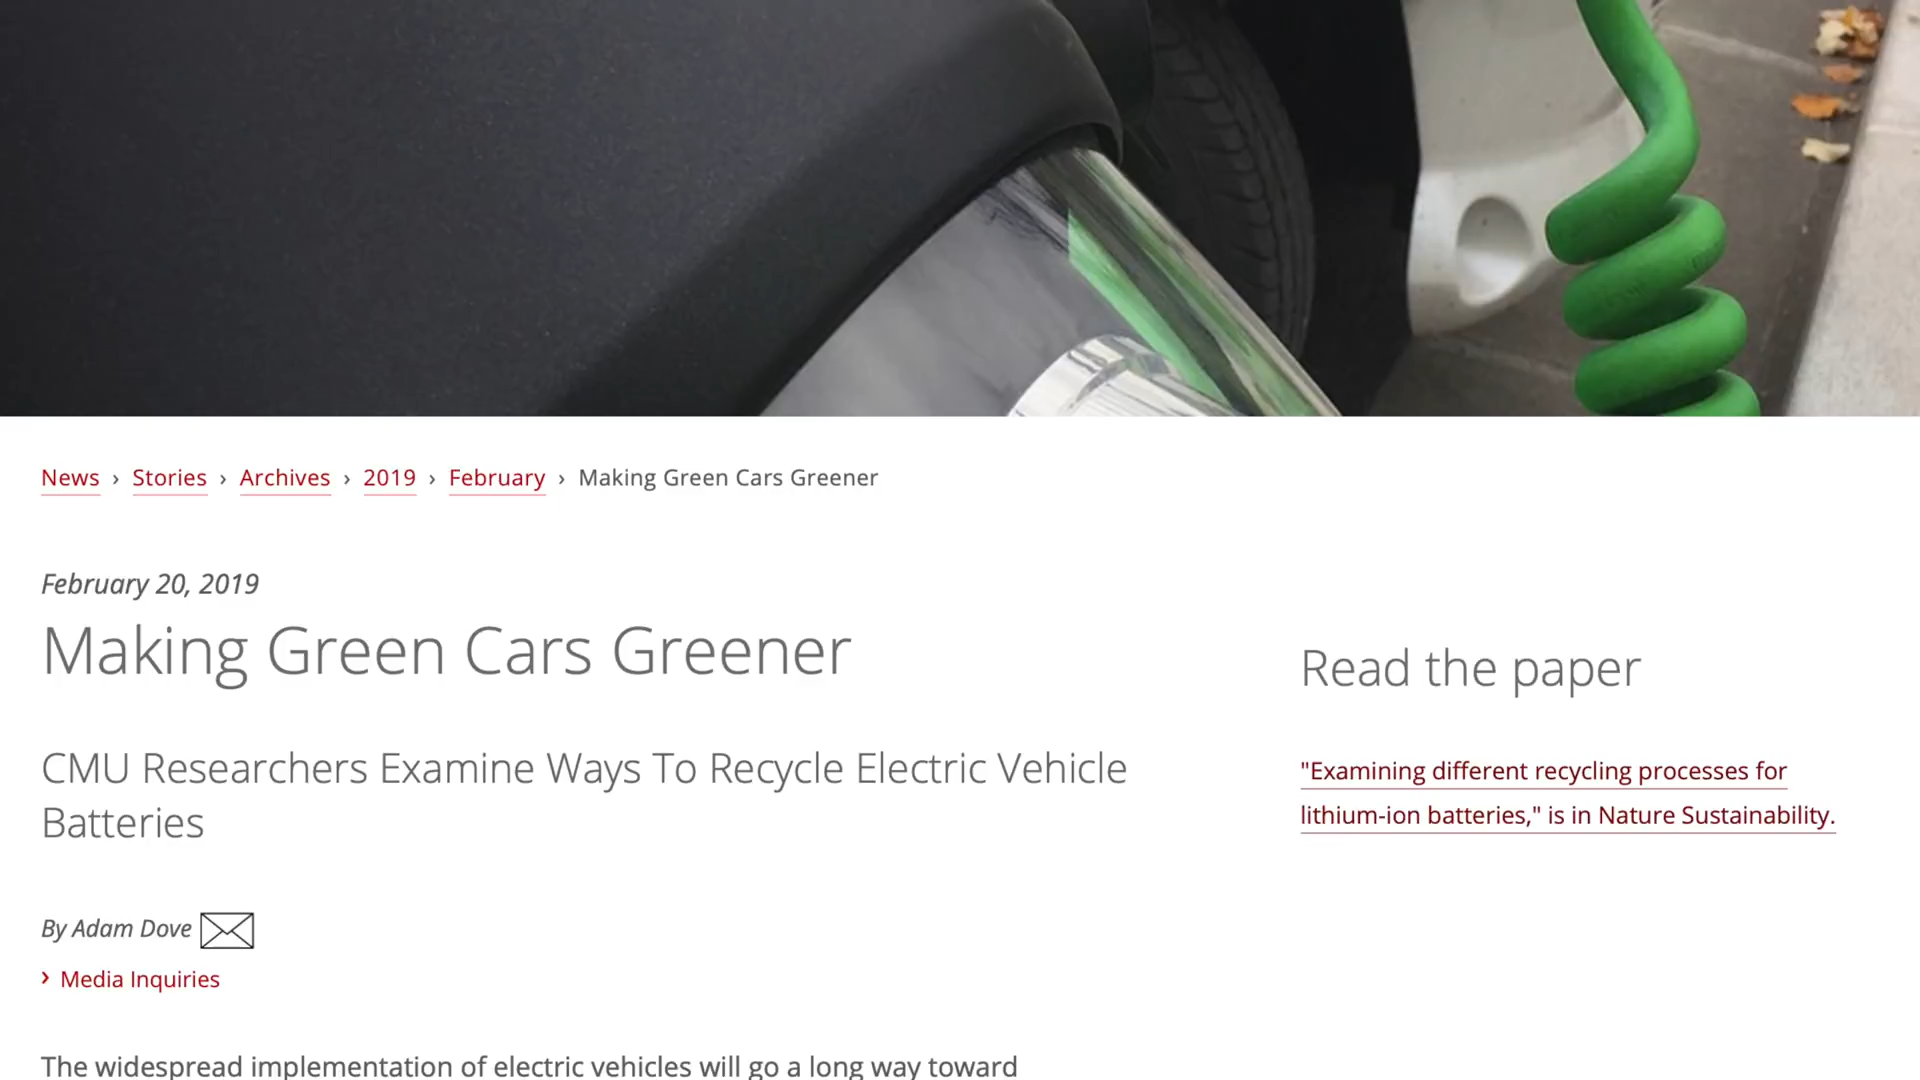 News › Stories › Archives › 2019 › February › Making Green Cars Greener
February 20, 2019
Making Green Cars Greener
CMU Researchers Examine Ways To Recycle Electric Vehicle
Batteries
By Adam Dove
› Media Inquiries
The widespread implementation of electric vehicles will go a long way toward
Read the paper
"Examining different recycling processes for
lithium-ion batteries," is in Nature Sustainability.